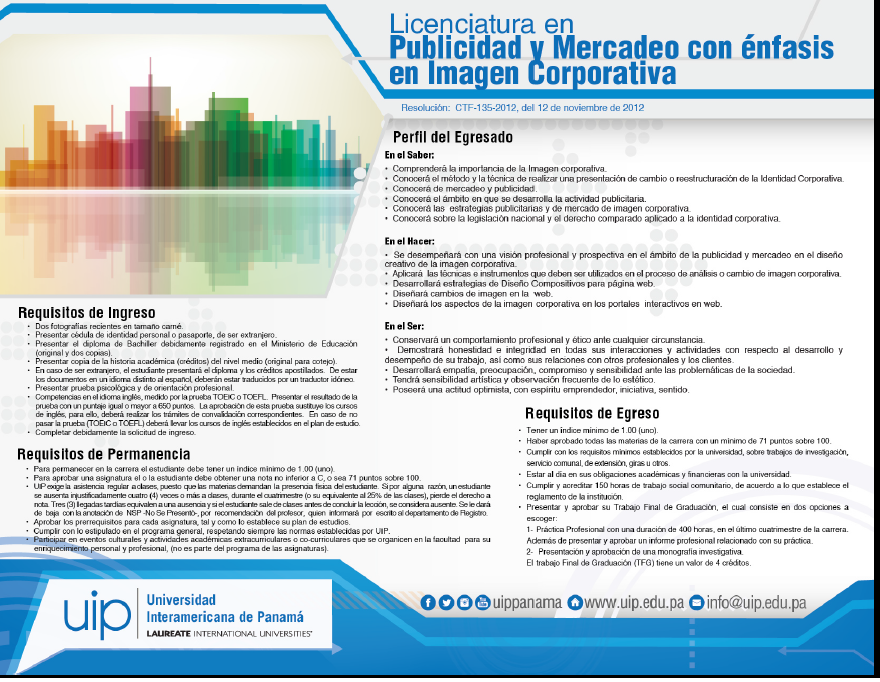 Licenciatura en
Publicidad y Mercadeo con énfasis
en Imagen Corporativa
Resolución: CTF-135-2012, del 12 de noviembre de 2012
Perfil del Egresado
En el Saber:
• Comprenderá la importancia de la Imagen corporativa.
• Conocerá el método y la técnica de realizar una presentación de cambio o reestructuración de la Identidad Corporativa.
• Conocerá de mercadeo y publicidad.
• Conocerá el ámbito en que se desarrolla la actividad publicitaria.
• Conocerá las estrategias publicitarias y de mercado de imagen corporativa.
• Conocerá sobre la legislación nacional y el derecho comparado aplicado a la identidad corporativa.
En el Hacer:
• Se desempeñará con una visión profesional y prospectiva en el ámbito de la publicidad y mercadeo en el diseño
creativo de la imagen corporativa.
• Aplicará las técnicas e instrumentos que deben ser utilizados en el proceso de análisis o cambio de imagen corporativa.
• Desarrollará estrategias de Diseño Compositivos para página web.
• Diseñará cambios de imagen en la web.
• Diseñará los aspectos de la imagen corporativa en los portales interactivos en web.
En el Ser:
• Conservará un comportamiento profesional y ético ante cualquier circunstancia.
• Demostrará honestidad e integridad en todas sus interacciones y actividades con respecto al desarrollo y
desempeño de su trabajo, así como sus relaciones con otros profesionales y los clientes.
• Desarrollará empatía, preocupación, compromiso y sensibilidad ante las problemáticas de la sociedad.
• Tendrá sensibilidad artística y observación frecuente de lo estético.
• Poseerá una actitud optimista, con espíritu emprendedor, iniciativa, sentido.
Requisitos de Ingreso
• Dos fotografías recientes en tamaño carné.
• Presentar cédula de identidad personal o pasaporte, de ser extranjero.
• Presentar el diploma de Bachiller debidamente registrado en el Ministerio de Educación
(original y dos copias).
• Presentar copia de la historia académica (créditos) del nivel medio (original para cotejo).
• En caso de ser extranjero, el estudiante presentará el diploma y los créditos apostillados. De estar
los documentos en un idioma distinto al español, deberán estar traducidos por un traductor idóneo.
• Presentar prueba psicológica y de orientación profesional.
• Competencias en el idioma inglés, medido por la prueba TOEIC o TOEFL. Presentar el resultado de la
prueba con un puntaje igual o mayor a 650 puntos. La aprobación de esta prueba sustituye los cursos
de inglés, para ello, deberá realizar los trámites de convalidación correspondientes. En caso de no
pasar la prueba (TOEIC o TOEFL) deberá llevar los cursos de inglés establecidos en el plan de estudio.
• Completar debidamente la solicitud de ingreso.
Requisitos de Permanencia
• Para permanecer en la carrera el estudiante debe tener un índice mínimo de 1.00 (uno).
• Para aprobar una asignatura el o la estudiante debe obtener una nota no inferior a C, o sea 71 puntos sobre 100.
• UIP exige la asistencia regular a clases, puesto que las materias demandan la presencia física del estudiante. Si por alguna razón, un estudiante
se ausenta injustificadamente cuatro (4) veces o más a clases, durante el cuatrimestre (o su equivalente al 25% de las clases), pierde el derecho a
nota. Tres (3) llegadas tardías equivalen a una ausencia y si el estudiante sale de clases antes de concluir la lección, se considera ausente. Se le dará
de baja con la anotación de NSP -No Se Presentó-, por recomendación del profesor, quien informará por escrito al departamento de Registro.
• Aprobar los prerrequisitos para cada asignatura, tal y como lo establece su plan de estudios.
• Cumplir con lo estipulado en el programa general, respetando siempre las normas establecidas por UIP.
• Participar en eventos culturales y actividades académicas extracurriculares o co-curriculares que se organicen en la facultad para su
enriquecimiento personal y profesional, (no es parte del programa de las asignaturas).
Requisitos de Egreso
• Tener un índice mínimo de 1.00 (uno).
• Haber aprobado todas las materias de la carrera con un mínimo de 71 puntos sobre 100.
• Cumplir con los requisitos mínimos establecidos por la universidad, sobre trabajos de investigación,
servicio comunal, de extensión, giras u otros.
• Estar al día en sus obligaciones académicas y financieras con la universidad.
• Cumplir y acreditar 150 horas de trabajo social comunitario, de acuerdo a lo que establece el
reglamento de la institución.
• Presentar y aprobar su Trabajo Final de Graduación, el cual consiste en dos opciones a
escoger:
1- Práctica Profesional con una duración de 400 horas, en el último cuatrimestre de la carrera.
Además de presentar y aprobar un informe profesional relacionado con su práctica.
2- Presentación y aprobación de una monografía investigativa.
El trabajo Final de Graduación (TFG) tiene un valor de 4 créditos.
uip
Universidad
Interamericana de Panamá
LAUREATE INTERNATIONAL UNIVERSITIES
uippanama www.uip.edu.pa info@uip.edu.pa